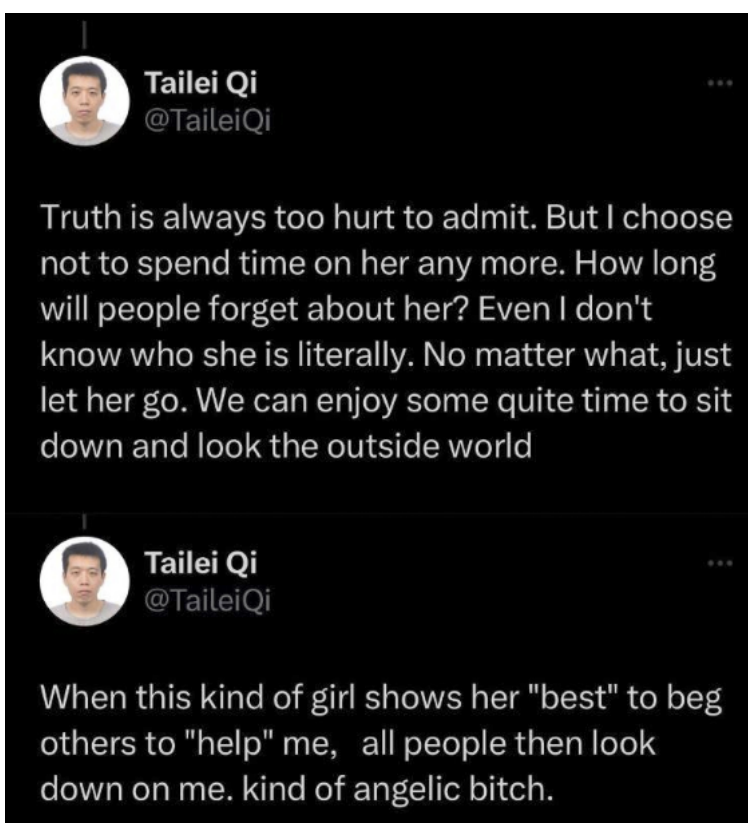 Tailei Qi
@TaileiQi
Truth is always too hurt to admit. But I choose
not to spend time on her any more. How long
will people forget about her? Even I don't
know who she is literally. No matter what, just
let her go. We can enjoy some quite time to sit
down and look the outside world
Tailei Qi
@TaileiQi
When this kind of girl shows her "best" to beg
others to "help" me,   all people then look
down on me. kind of angelic bitch.